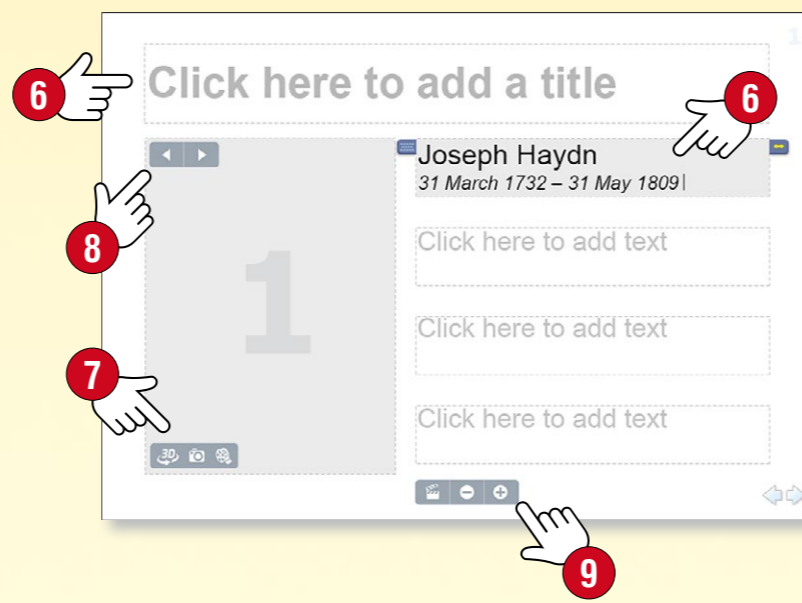 1
6
Click here to add a title
6
Joseph Haydn
31 March 1732 – 31 May 1809
8
1
Click here to add text
Click here to add text
7
3D
Click here to add text
9